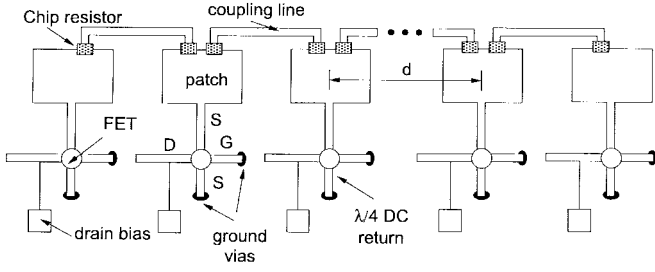 Chip resistor
coupling line
patch
d
FET
S
D
G
S
drain bias
ground
vias
λ/4 DC
return